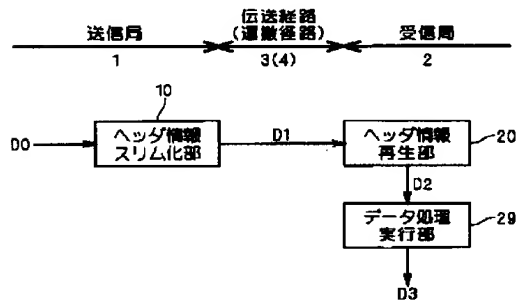 送信局
1
伝送経路
(運搬径路)
3(4)
受信局
2
10
D0
ヘッダ情報
スリム化部
D1
ヘッダ情報
再生部
20
D2
データ処理
実行部
29
D3